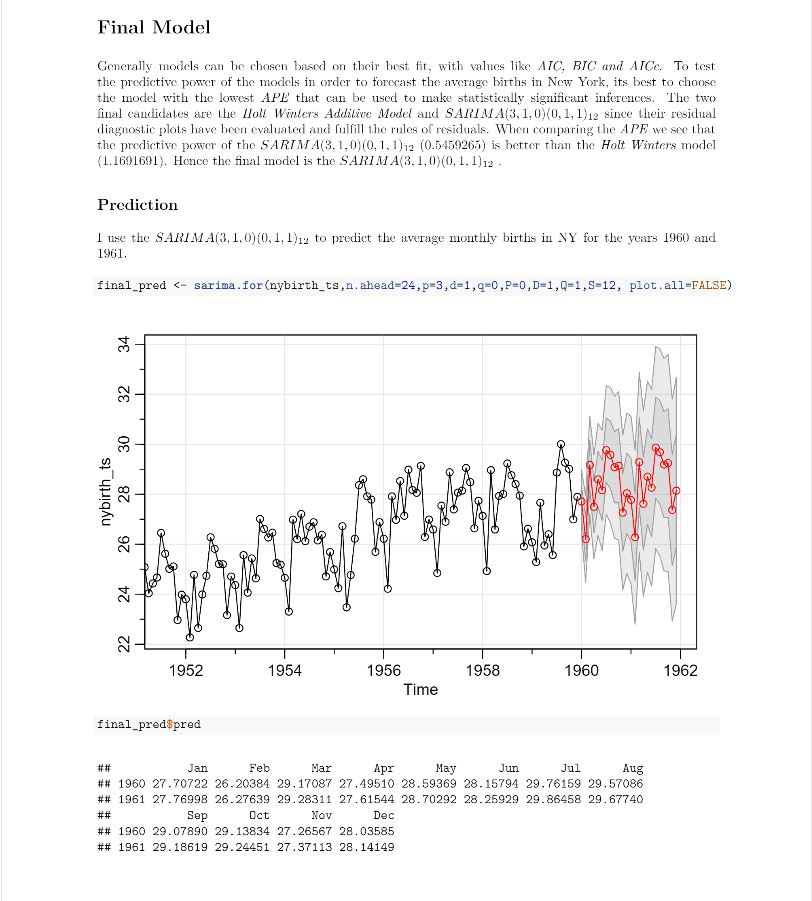 Final Model
Generally models can be chosen based on their best fit, with values like AIC, BIC and AICc. To test
the predictive power of the models in order to forecast the average births in New York, its best to choose
the model with the lowest APE that can be used to make statistically significant inferences. The two
final candidates are the Holt Winters Additive Model and SARIMA(3,1,0)(0,1,1)₁₂ since their residual
diagnostic plots have been evaluated and fulfill the rules of residuals. When comparing the APE we see that
the predictive power of the SARIMA(3,1,0)(0,1,1)₁₂ (0.5459265) is better than the Holt Winters model
(1.1691691). Hence the final model is the SARIMA(3,1,0)(0,1,1)₁₂ .
Prediction
I use the SARIMA(3,1,0)(0,1,1)₁₂ to predict the average monthly births in NY for the years 1960 and
1961.
final_pred <- sarima.for(nybirth_ts,n.ahead=24,p=3,d=1,q=0,P=0,D=1,Q=1,S=12, plot.all=FALSE)
34
32
30
28
26
24
22
nybirth_ts
1952 1954 1956 1958 1960 1962
Time
final_pred$pred
## Jan Feb Mar Apr May Jun Jul Aug
## 1960 27.70722 26.20384 29.17087 27.49510 28.59369 28.15794 29.76159 29.57086
## 1961 27.76998 26.27639 29.28311 27.61544 28.70292 28.25929 29.86458 29.67740
## Sep Oct Nov Dec
## 1960 29.07890 29.13834 27.26567 28.03585
## 1961 29.18619 29.24451 27.37113 28.14149